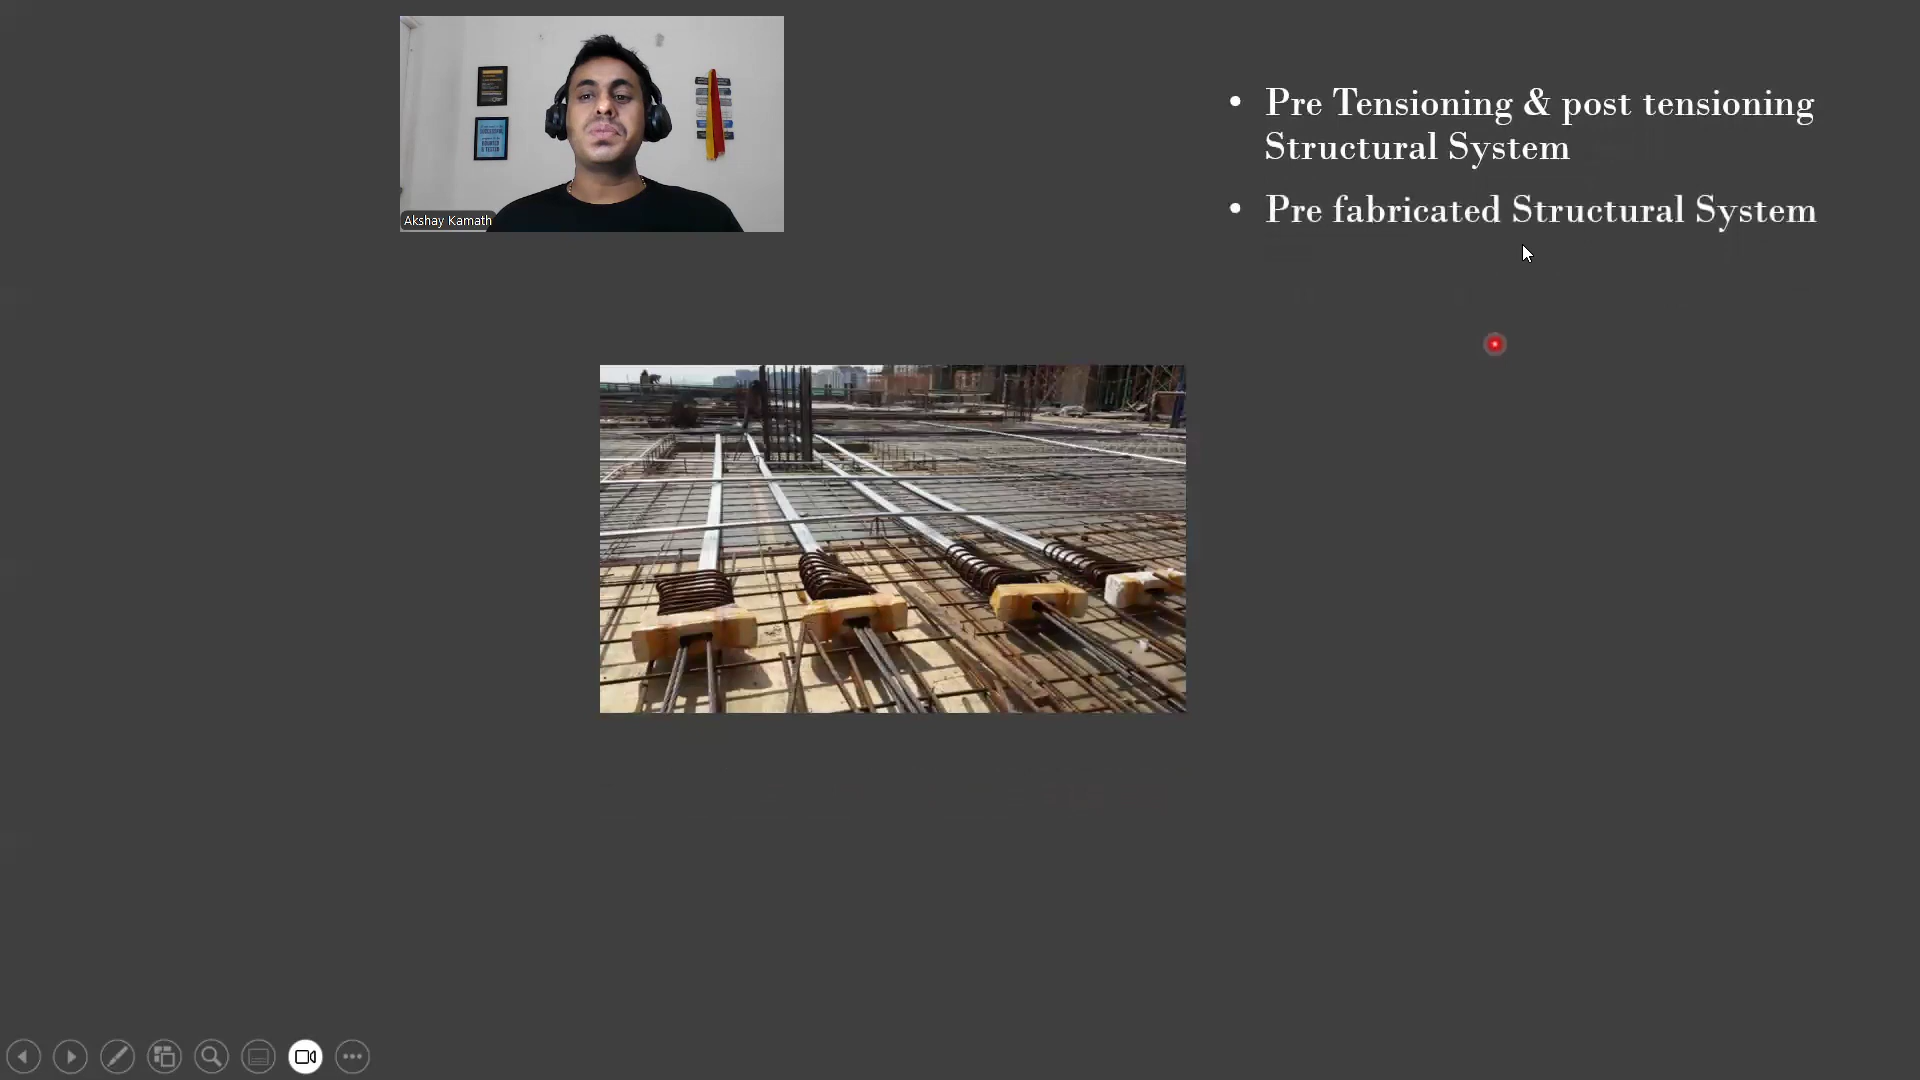 Akshay Kamath
• Pre Tensioning & post tensioning
Structural System
• Pre fabricated Structural System